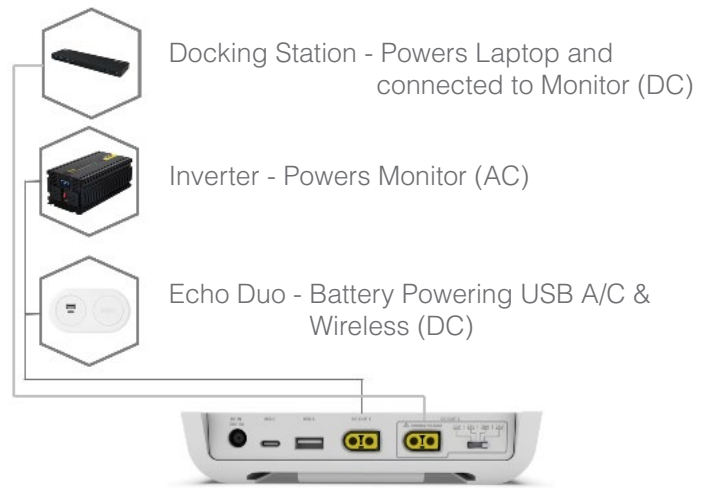 Docking Station - Powers Laptop and
connected to Monitor (DC)
Inverter - Powers Monitor (AC)
Echo Duo - Battery Powering USB A/C &
Wireless (DC)